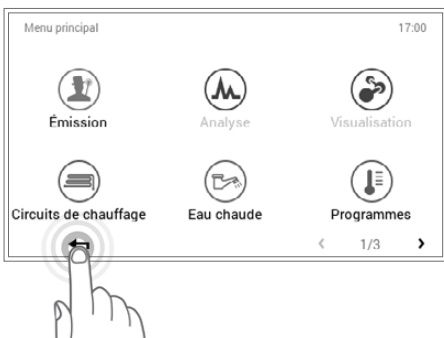 Menu principal 17:00
Émission Analyse Visualisation
Circuits de chauffage Eau chaude Programmes
1/3